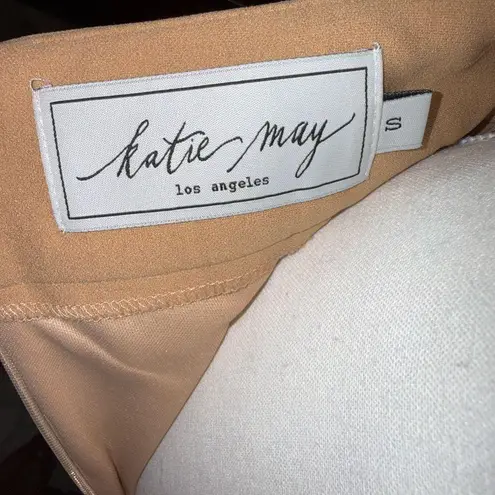 katie may
los angeles
S